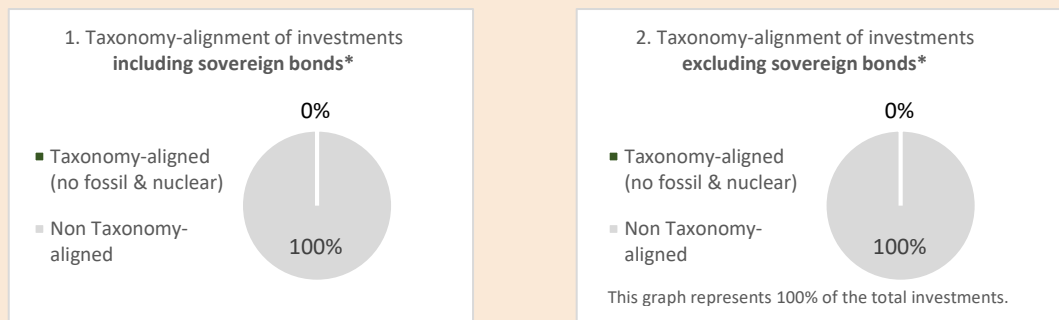 1. Taxonomy-alignment of investments
including sovereign bonds*
0%
Taxonomy-aligned
(no fossil & nuclear)
Non Taxonomy-
aligned
100%
2. Taxonomy-alignment of investments
excluding sovereign bonds*
0%
Taxonomy-aligned
(no fossil & nuclear)
Non Taxonomy-
aligned
100%
This graph represents 100% of the total investments.